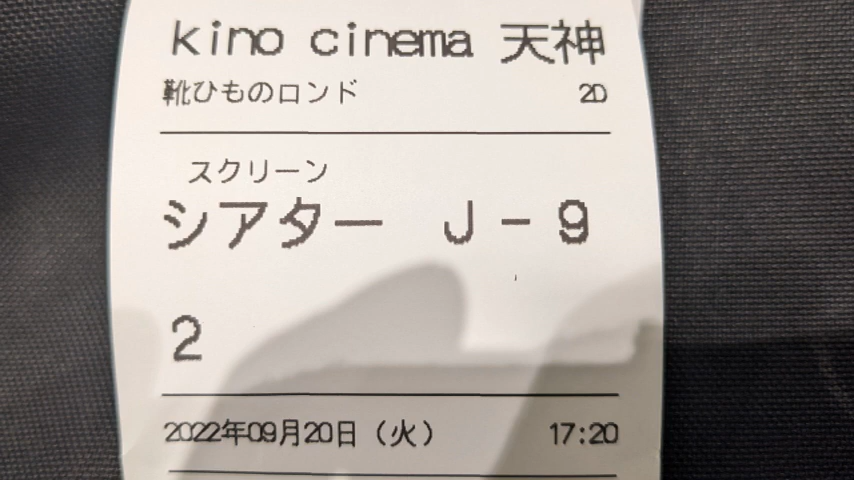 kino cinema 天神
靴ひものロンド 2D
スクリーン
シアター J-9
2
2022年09月20日（火） 17:20